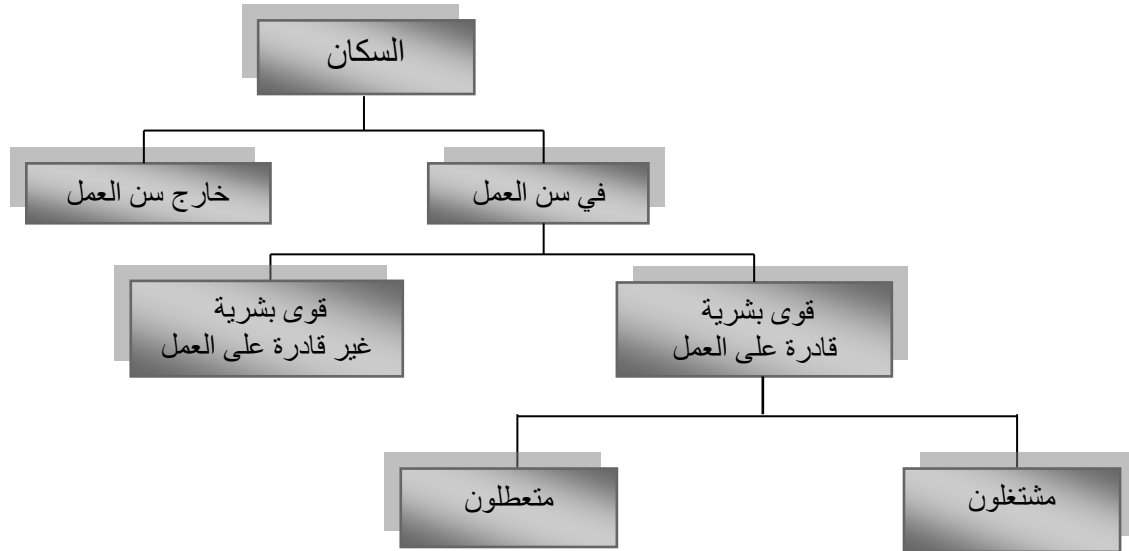 السكان
في سن العمل
خارج سن العمل
قوى بشرية
قادرة على العمل
قوى بشرية
غير قادرة على العمل
مشتغلون
متعطلون